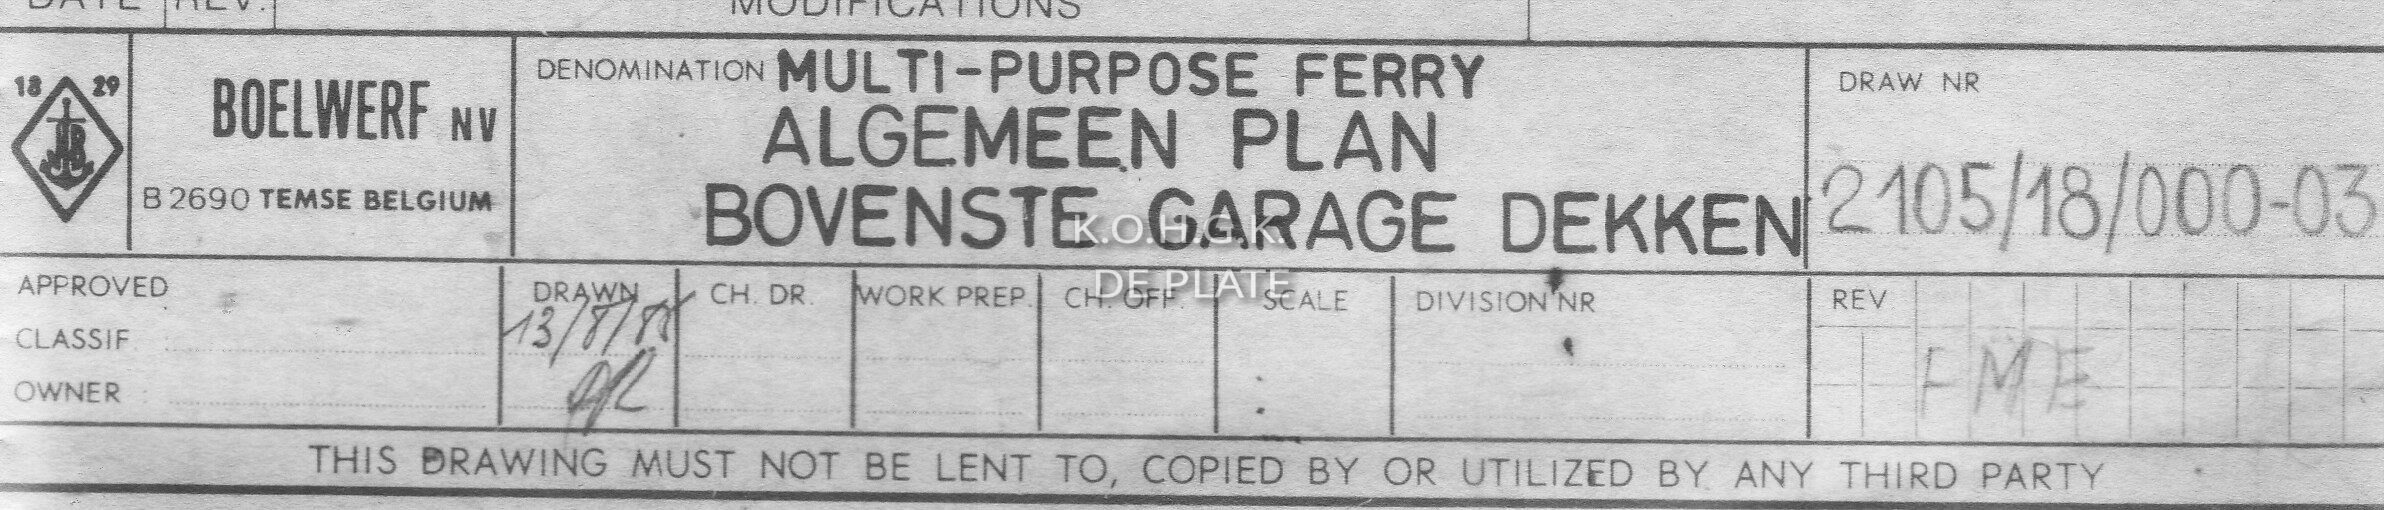 DATE REV. MODIFICATIONS
18 29
BOELWERF NV
B 2690 TEMSE BELGIUM
DENOMINATION MULTI-PURPOSE FERRY
ALGEMEEN PLAN
BOVENSTE GARAGE DEKKEN
DRAW NR
2105/18/000-03
K.O.H.G.K.
DE PLATE
APPROVED
CLASSIF.
OWNER :
DRAWN
CH. DR.
WORK PREP.
CH. OFF.
SCALE
:
DIVISION NR
REV
THIS DRAWING MUST NOT BE LENT TO, COPIED BY OR UTILIZED BY ANY THIRD PARTY